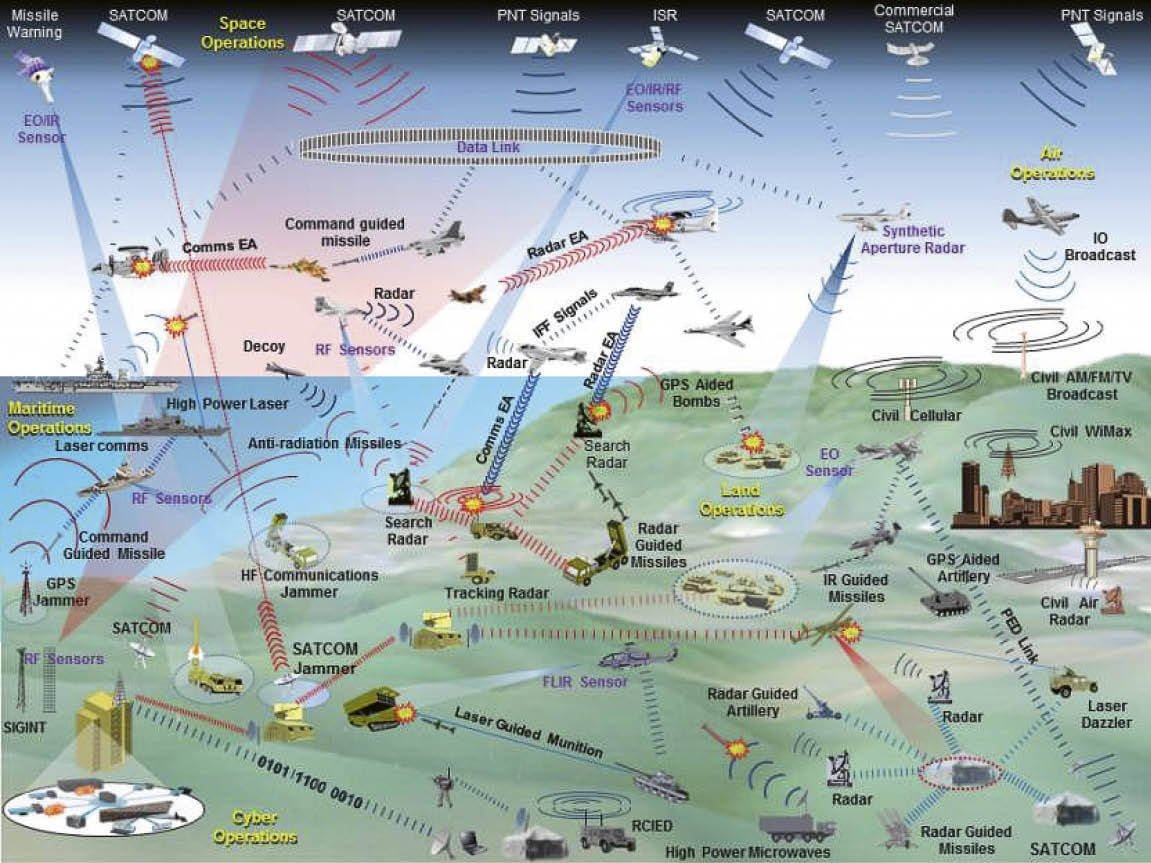 Missile
Warning
SATCOM
Space
Operations
SATCOM
PNT Signals
ISR
SATCOM
Commercial
SATCOM
PNT Signals
EO/IR
Sensor
EO/IR/RF
Sensors
Data Link
Air
Operations
Command guided
missile
Comms EA
Radar EA
Synthetic
Aperture Radar
IO
Broadcast
Radar
IFF Signals
Decoy
RF Sensors
Radar
Radar EA
GPS Aided
Bombs
Civil AM/FM/TV
Broadcast
Maritime
Operations
High Power Laser
Civil Cellular
Civil WiMax
Laser comms
Anti-radiation Missiles
Comms EA
Search
Radar
EO
Sensor
RF Sensors
Land
Operations
Search
Radar
Command
Guided Missile
Radar
Guided
Missiles
GPS
Jammer
HF Communications
Jammer
Tracking Radar
IR Guided
Missiles
GPS Aided
Artillery
Civil Air
Radar
SATCOM
PED Link
RF Sensors
SATCOM
Jammer
FLIR Sensor
SIGINT
Radar Guided
Artillery
Radar
Laser
Dazzler
Laser Guided Munition
0101/1100 0010/
Radar
Cyber
Operations
RCIED
High Power Microwaves
Radar Guided
Missiles
SATCOM